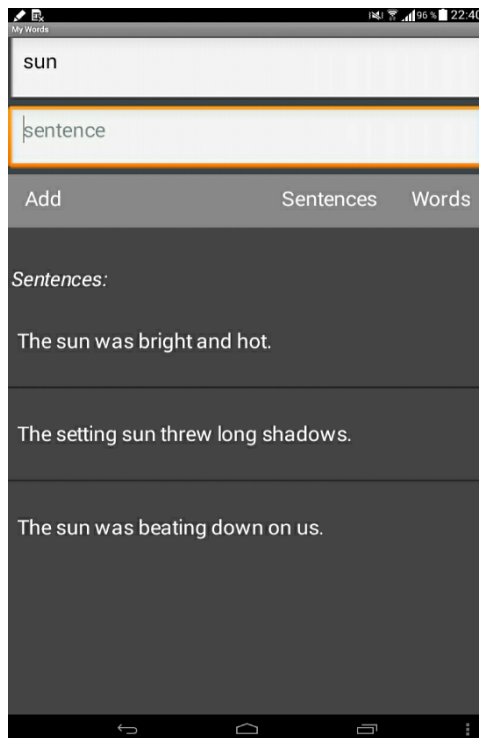 96 % 22:40
My Words
sun
sentence
Add Sentences Words
Sentences:
The sun was bright and hot.
The setting sun threw long shadows.
The sun was beating down on us.